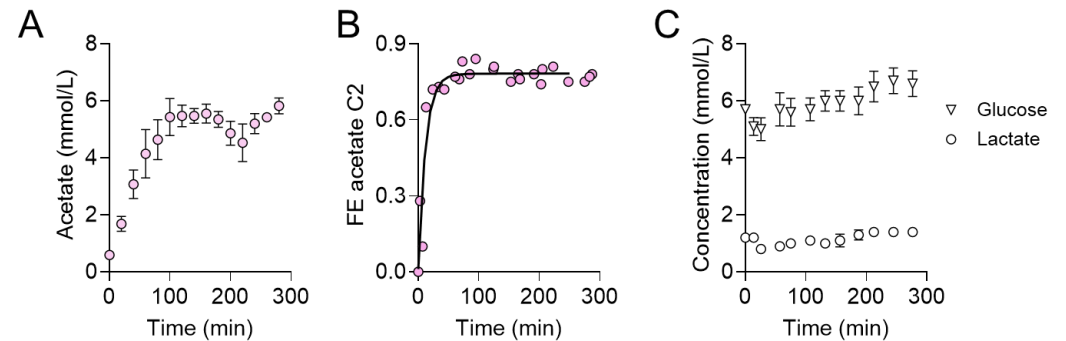 A
Acetate (mmol/L)
8
6
4
2
0
0 100 200 300
Time (min)
B
FE acetate C2
0.9
0.6
0.3
0.0
0 100 200 300
Time (min)
C
Concentration (mmol/L)
8
6
4
2
0
0 100 200 300
Time (min)
Glucose
Lactate